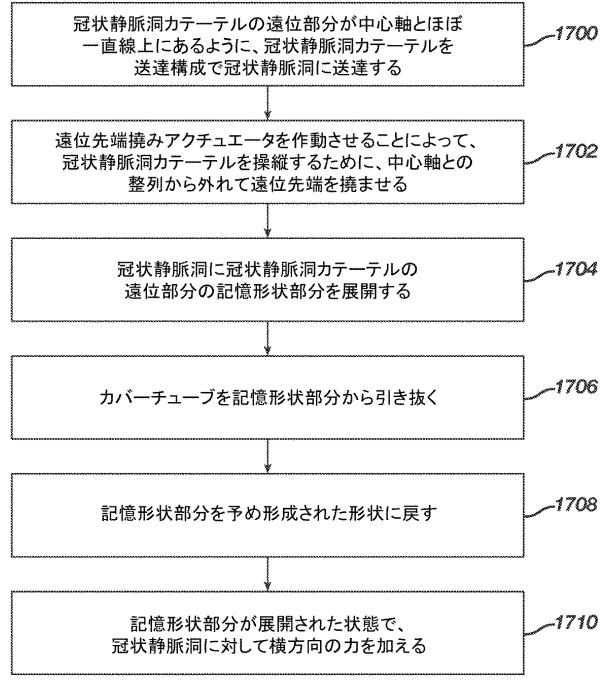 冠状静脈洞カテーテルの遠位部分が中心軸とほぼ
一直線上にあるように、冠状静脈洞カテーテルを
送達構成で冠状静脈洞に送達する
1700
遠位先端撓みアクチュエータを作動させることによって、
冠状静脈洞カテーテルを操縦するために、中心軸との
整列から外れて遠位先端を撓ませる
1702
冠状静脈洞に冠状静脈洞カテーテルの
遠位部分の記憶形状部分を展開する
1704
カバーチューブを記憶形状部分から引き抜く
1706
記憶形状部分を予め形成された形状に戻す
1708
記憶形状部分が展開された状態で、
冠状静脈洞に対して横方向の力を加える
1710